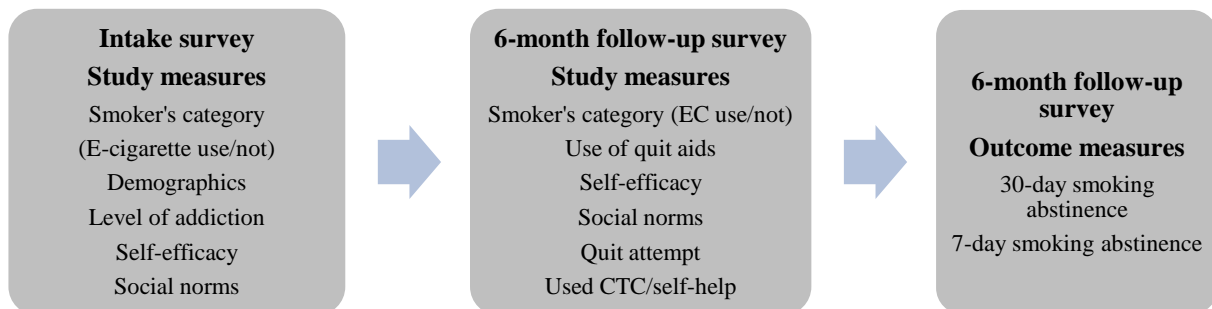 Intake survey
Study measures
Smoker's category
(E-cigarette use/not)
Demographics
Level of addiction
Self-efficacy
Social norms
6-month follow-up survey
Study measures
Smoker's category (EC use/not)
Use of quit aids
Self-efficacy
Social norms
Quit attempt
Used CTC/self-help
6-month follow-up
survey
Outcome measures
30-day smoking
abstinence
7-day smoking abstinence